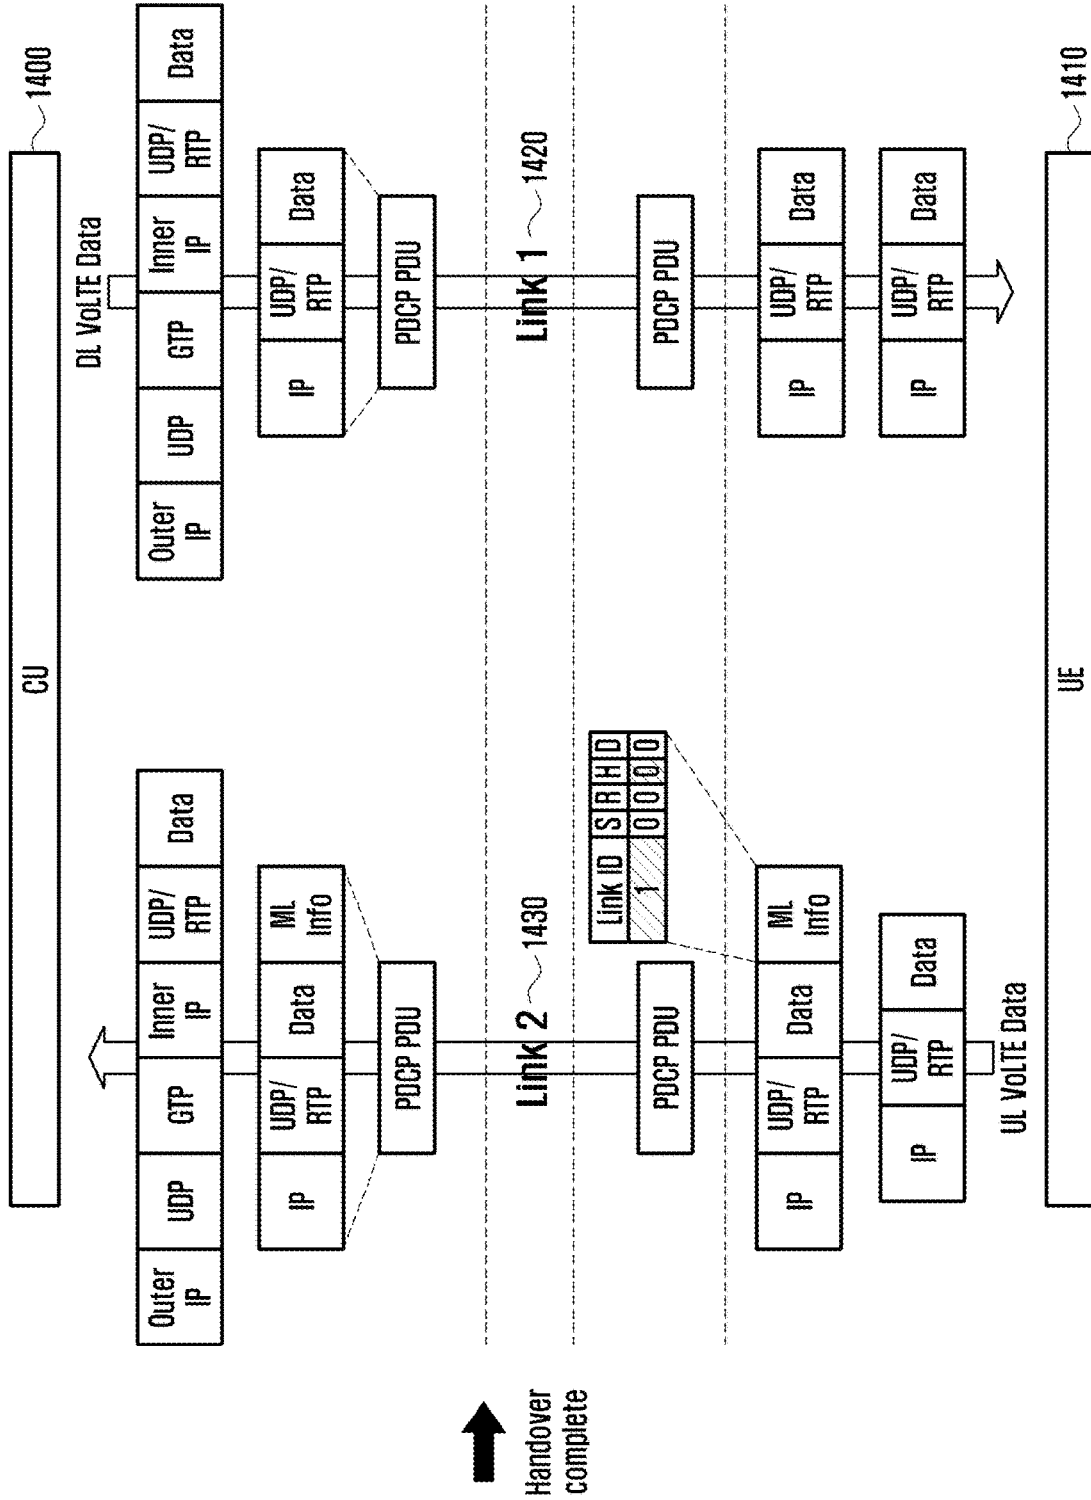 CU
1400
DL VoLTE Data
Outer IP
UDP
GTP
Inner IP
UDP/RTP
Data
Outer IP
UDP
GTP
Inner IP
UDP/RTP
Data
IP
UDP/RTP
Data
ML Info
IP
UDP/RTP
Data
PDCP PDU
PDCP PDU
Handover complete
Link 2
1430
Link 1
1420
Link ID
S
R
H
D
1
0
0
0
0
PDCP PDU
PDCP PDU
IP
UDP/RTP
Data
ML Info
IP
UDP/RTP
Data
IP
UDP/RTP
Data
IP
UDP/RTP
Data
UL VoLTE Data
UE
1410